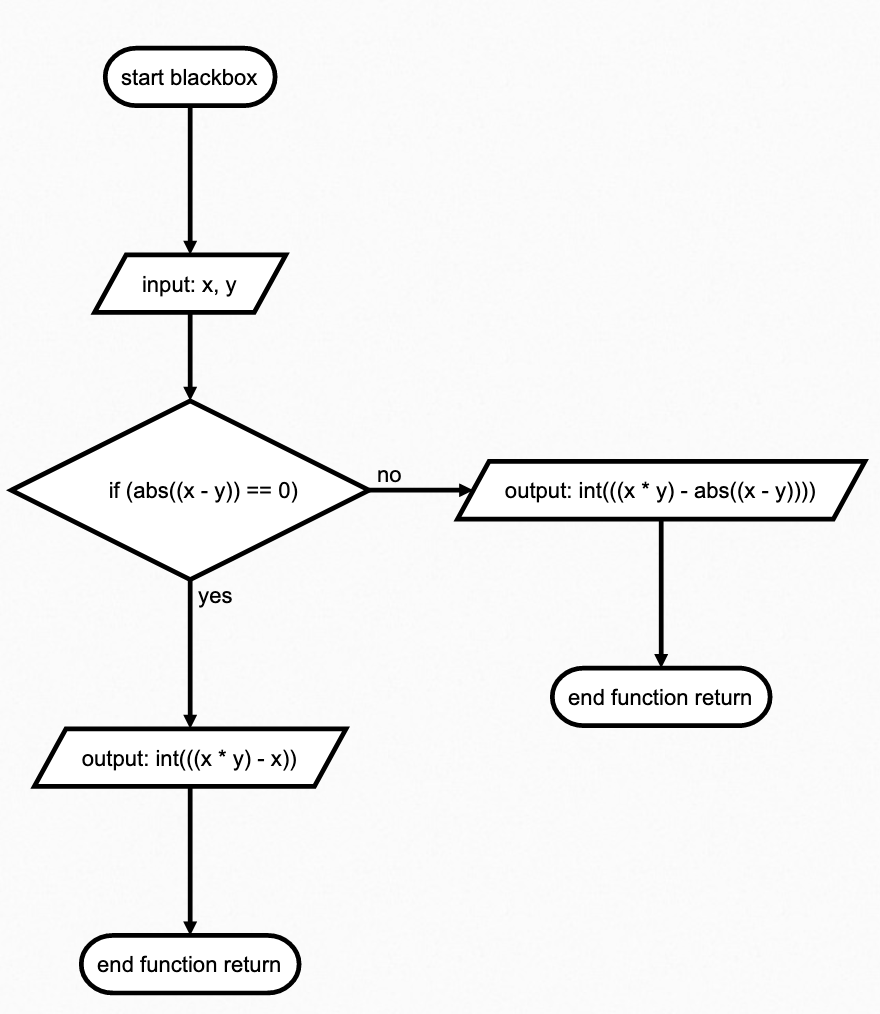 start blackbox
input: x, y
if (abs((x - y)) == 0)
no
output: int(((x * y) - abs((x - y))))
yes
end function return
output: int(((x * y) - x))
end function return